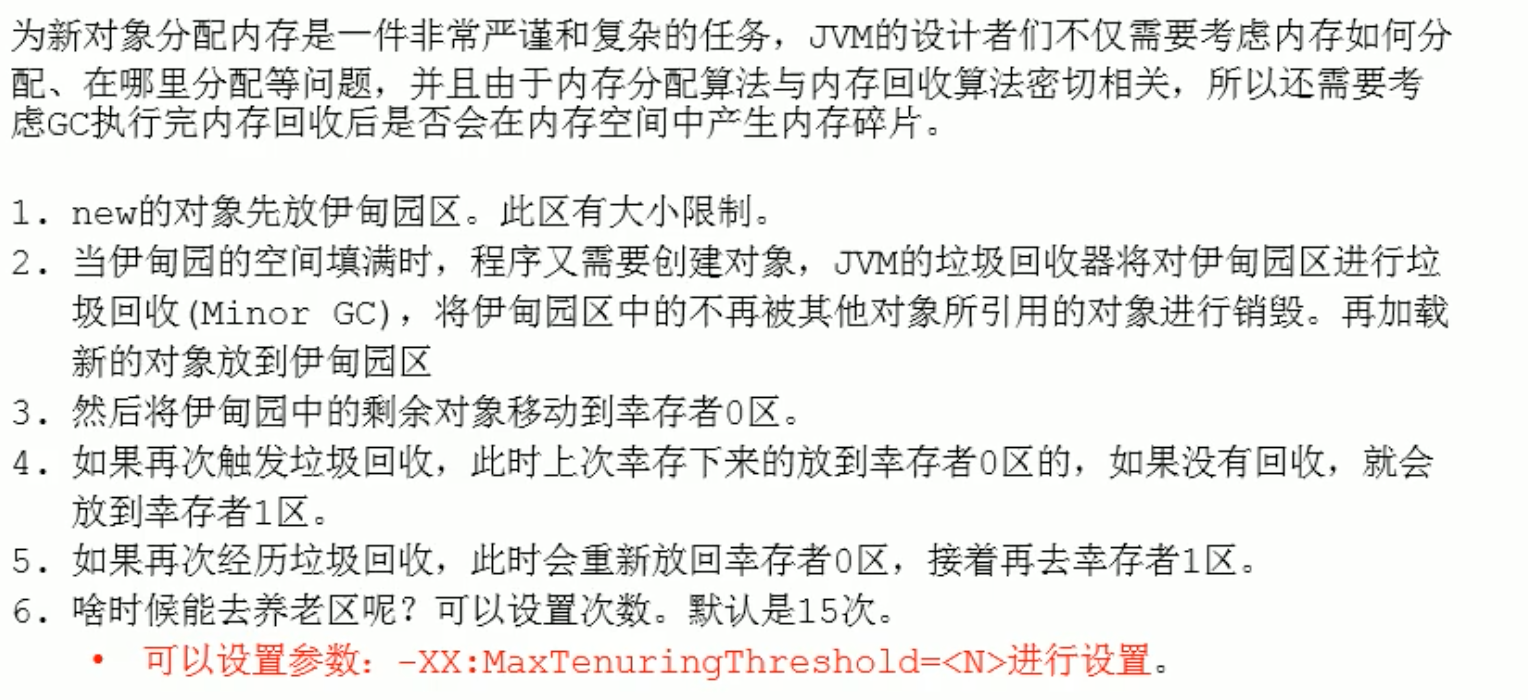 为新对象分配内存是一件非常严谨和复杂的任务，JVM的设计者们不仅需要考虑内存如何分
配、在哪里分配等问题，并且由于内存分配算法与内存回收算法密切相关，所以还需要考
虑GC执行完内存回收后是否会在内存空间中产生内存碎片。
1. new的对象先放伊甸园区。此区有大小限制。
2. 当伊甸园的空间填满时，程序又需要创建对象，JVM的垃圾回收器将对伊甸园区进行垃
圾回收(Minor GC)，将伊甸园区中的不再被其他对象所引用的对象进行销毁。再加载
新的对象放到伊甸园区
3. 然后将伊甸园中的剩余对象移动到幸存者0区。
4. 如果再次触发垃圾回收，此时上次幸存下来的放到幸存者0区的，如果没有回收，就会
放到幸存者1区。
5. 如果再次经历垃圾回收，此时会重新放回幸存者0区，接着再去幸存者1区。
6. 啥时候能去养老区呢？可以设置次数。默认是15次。
• 可以设置参数：-XX:MaxTenuringThreshold=<N>进行设置。